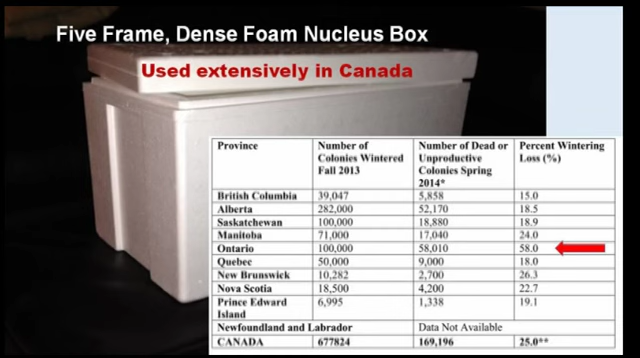 Five Frame, Dense Foam Nucleus Box
Used extensively in Canada
Province Number of Colonies Wintered Fall 2013 Number of Dead or Unproductive Colonies Spring 2014* Percent Wintering Loss (%)
British Columbia 39,047 5,858 15.0
Alberta 282,000 52,170 18.5
Saskatchewan 100,000 18,880 18.9
Manitoba 71,000 17,040 24.0
Ontario 100,000 58,010 58.0
Quebec 50,000 9,000 18.0
New Brunswick 10,282 2,700 26.3
Nova Scotia 18,500 4,200 22.7
Prince Edward Island 6,995 1,338 19.1
Newfoundland and Labrador Data Not Available
CANADA 677824 169,196 25.0**